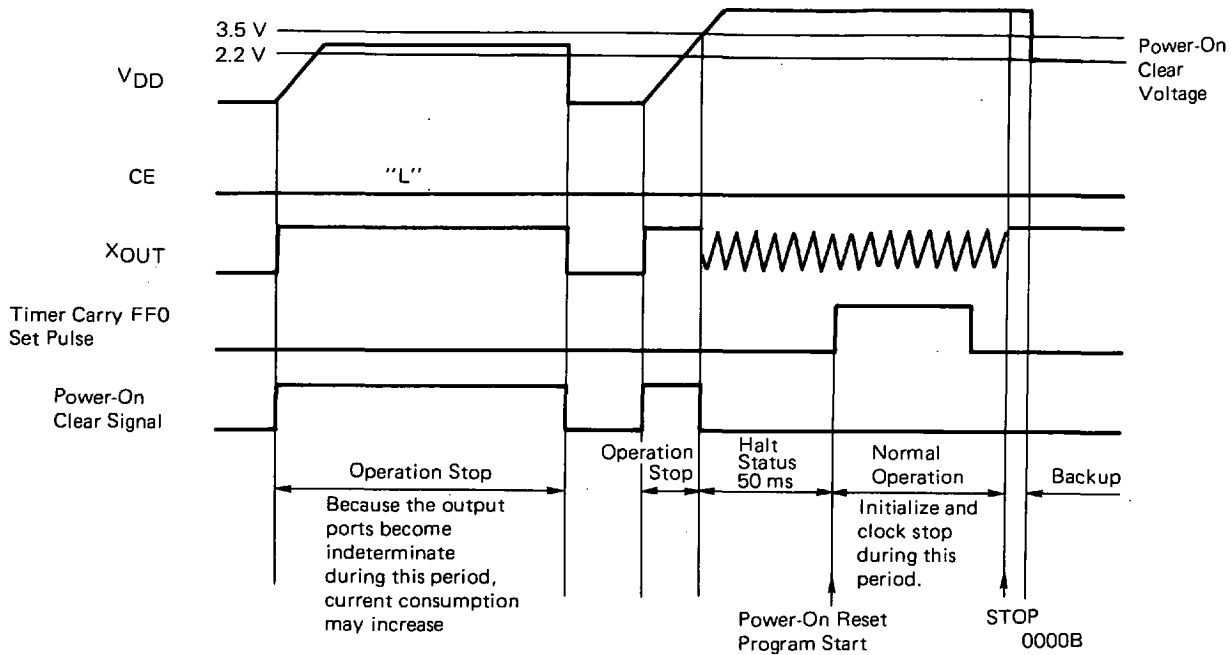 3.5 V
2.2 V
VDD
Power-On
Clear
Voltage
CE
"L"
XOUT
Timer Carry FF0
Set Pulse
Power-On
Clear Signal
Operation Stop
Because the output
ports become
indeterminate
during this period,
current consumption
may increase
Operation
Stop
Halt
Status
50 ms
Normal
Operation
Initialize and
clock stop
during this
period.
Backup
Power-On Reset
Program Start
STOP
0000B